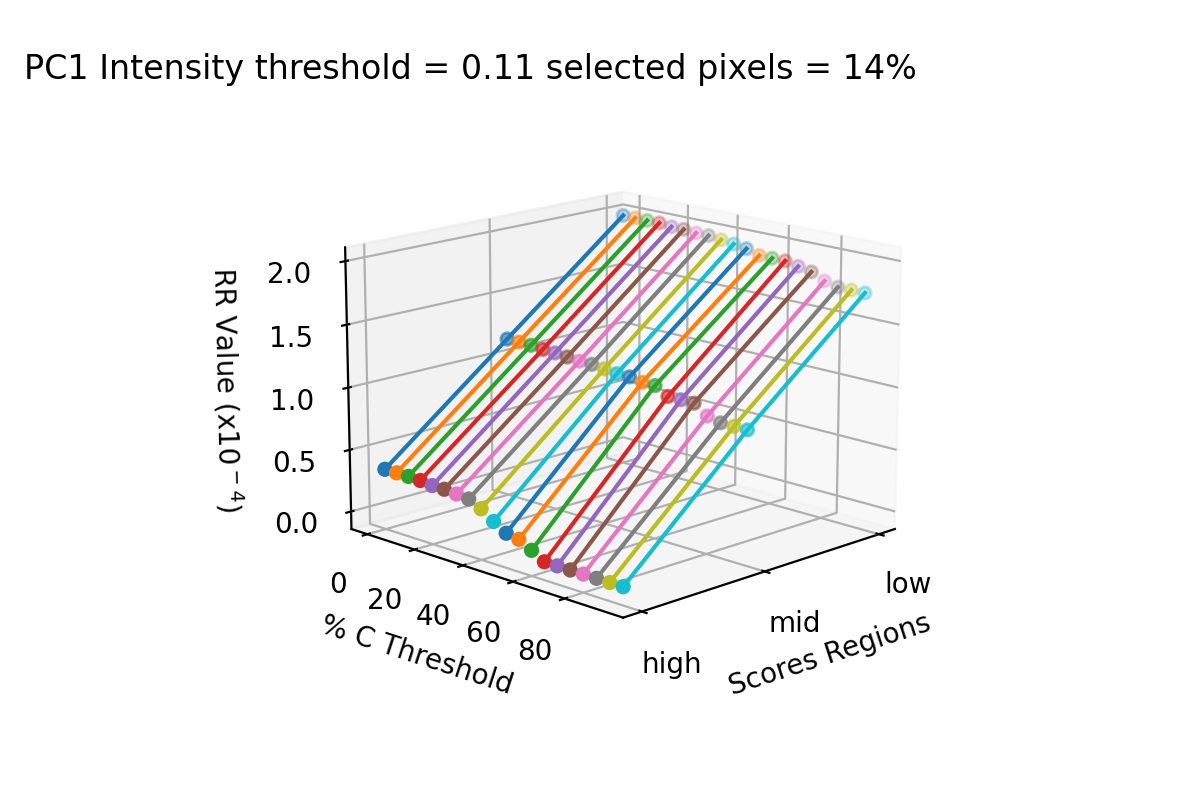 PC1 Intensity threshold = 0.11 selected pixels = 14%
RR Value (x10⁻⁴)
2.0
1.5
1.0
0.5
0.0
0
20
40
60
80
% C Threshold
high
mid
low
Scores Regions